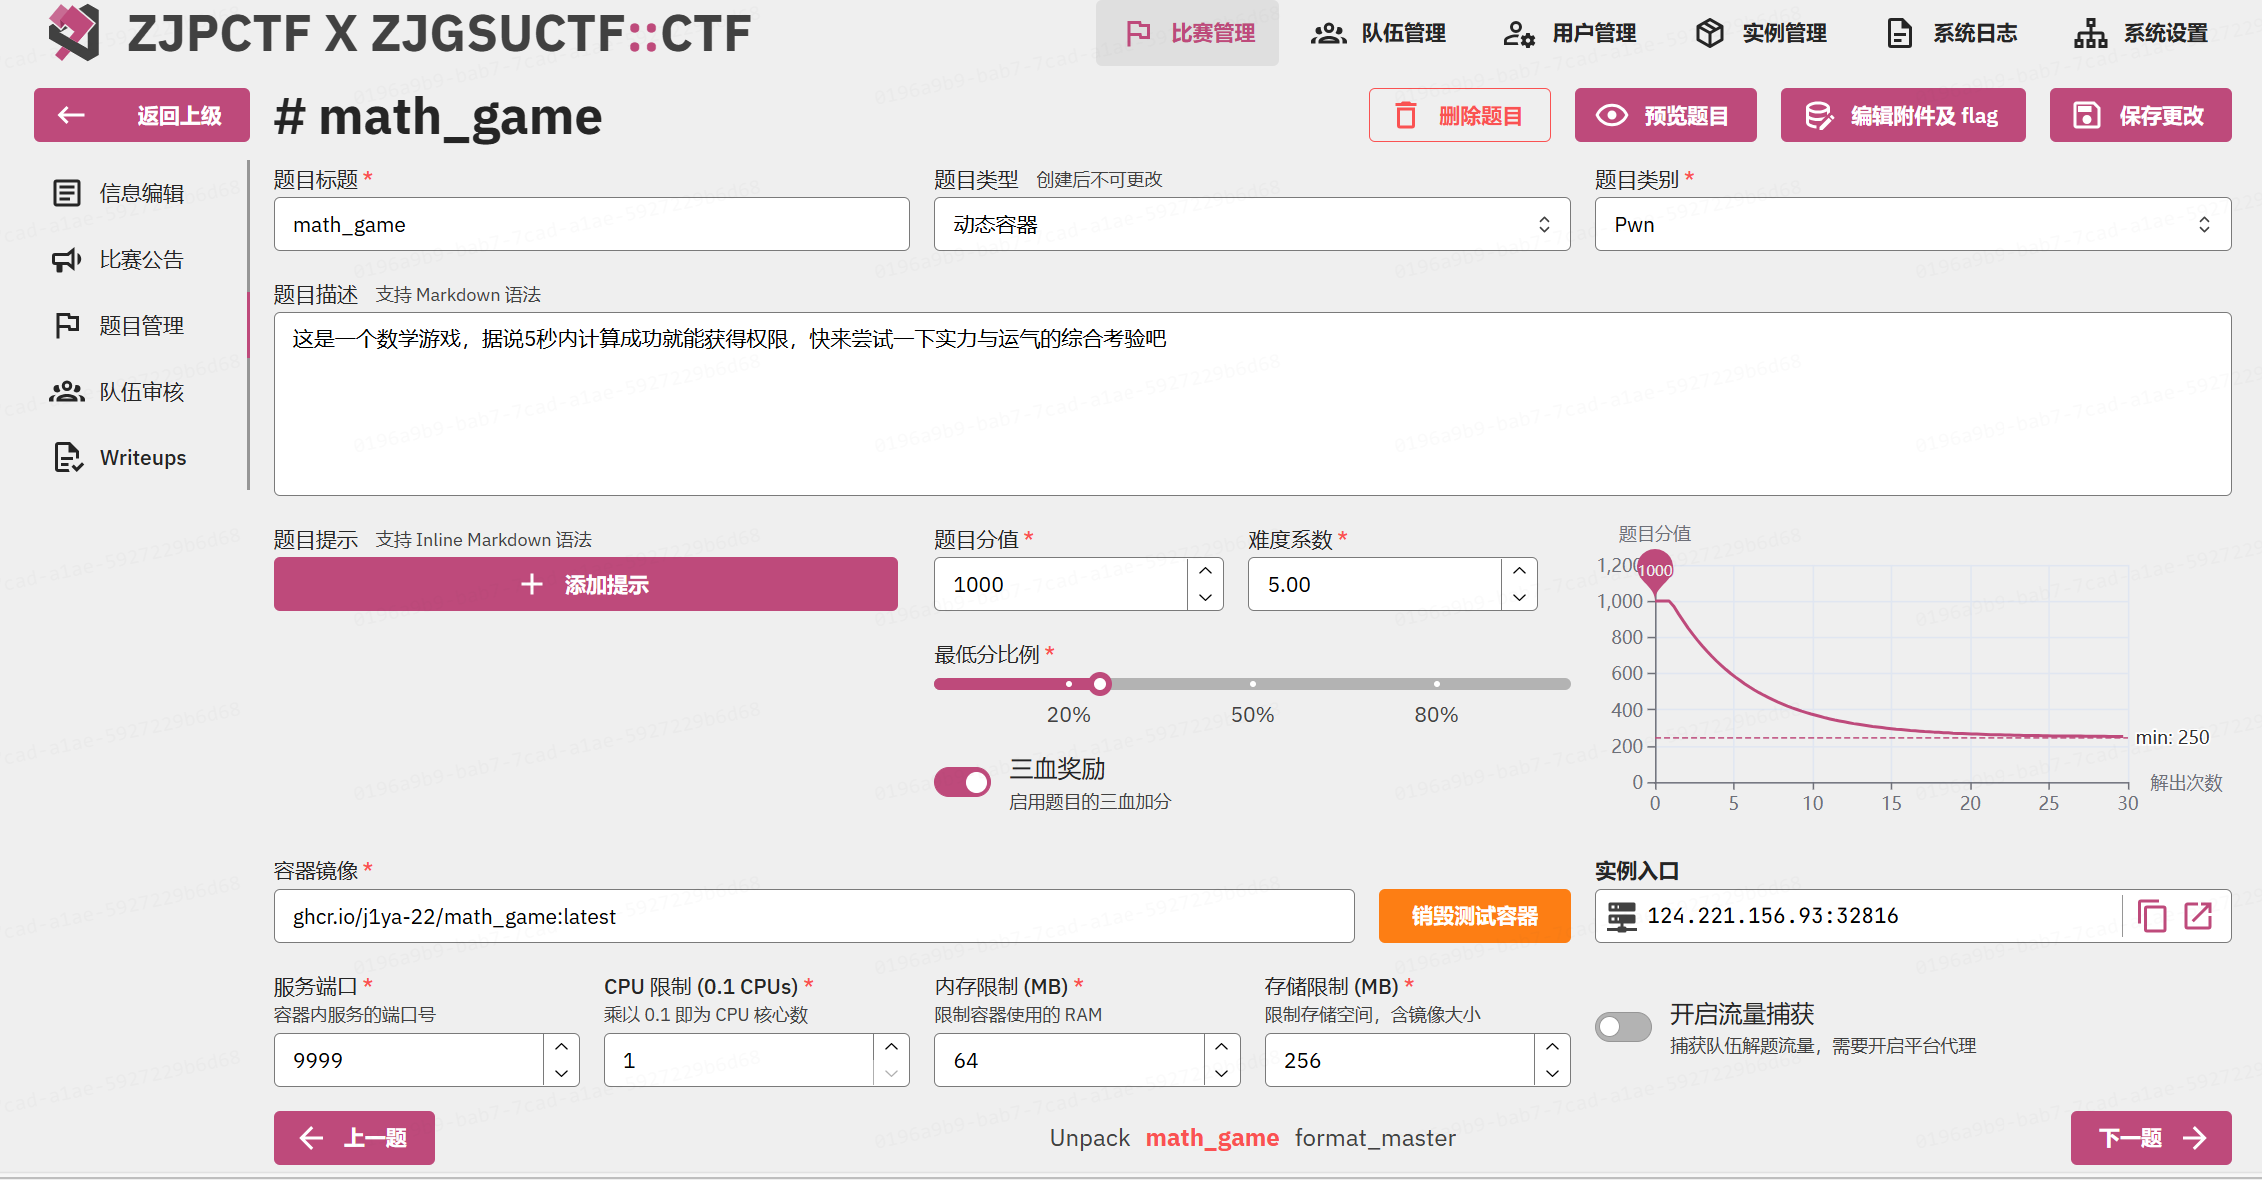 ZJPCTF X ZJGSUCTF::CTF
比赛管理
队伍管理
用户管理
实例管理
系统日志
系统设置
返回上级
# math_game
删除题目
预览题目
编辑附件及 flag
保存更改
信息编辑
比赛公告
题目管理
队伍审核
Writeups
题目标题 *
math_game
题目类型 创建后不可更改
动态容器
题目类别 *
Pwn
题目描述 支持 Markdown 语法
这是一个数学游戏，据说5秒内计算成功就能获得权限，快来尝试一下实力与运气的综合考验吧
题目提示 支持 Inline Markdown 语法
添加提示
题目分值 *
1000
难度系数 *
5.00
最低分比例 *
20%
50%
80%
三血奖励
启用题目的三血加分
题目分值
1,200
1000
1,000
800
600
400
200
0
min: 250
解出次数
0 5 10 15 20 25 30
容器镜像 *
ghcr.io/j1ya-22/math_game:latest
销毁测试容器
实例入口
124.221.156.93:32816
服务端口 *
容器内服务的端口号
9999
CPU 限制 (0.1 CPUs) *
乘以 0.1 即为 CPU 核心数
1
内存限制 (MB) *
限制容器使用的 RAM
64
存储限制 (MB) *
限制存储空间，含镜像大小
256
开启流量捕获
捕获队伍解题流量，需要开启平台代理
上一题
Unpack math_game format_master
下一题
0196a9b9-bab7-7cad-a1ae-5927229b6d68